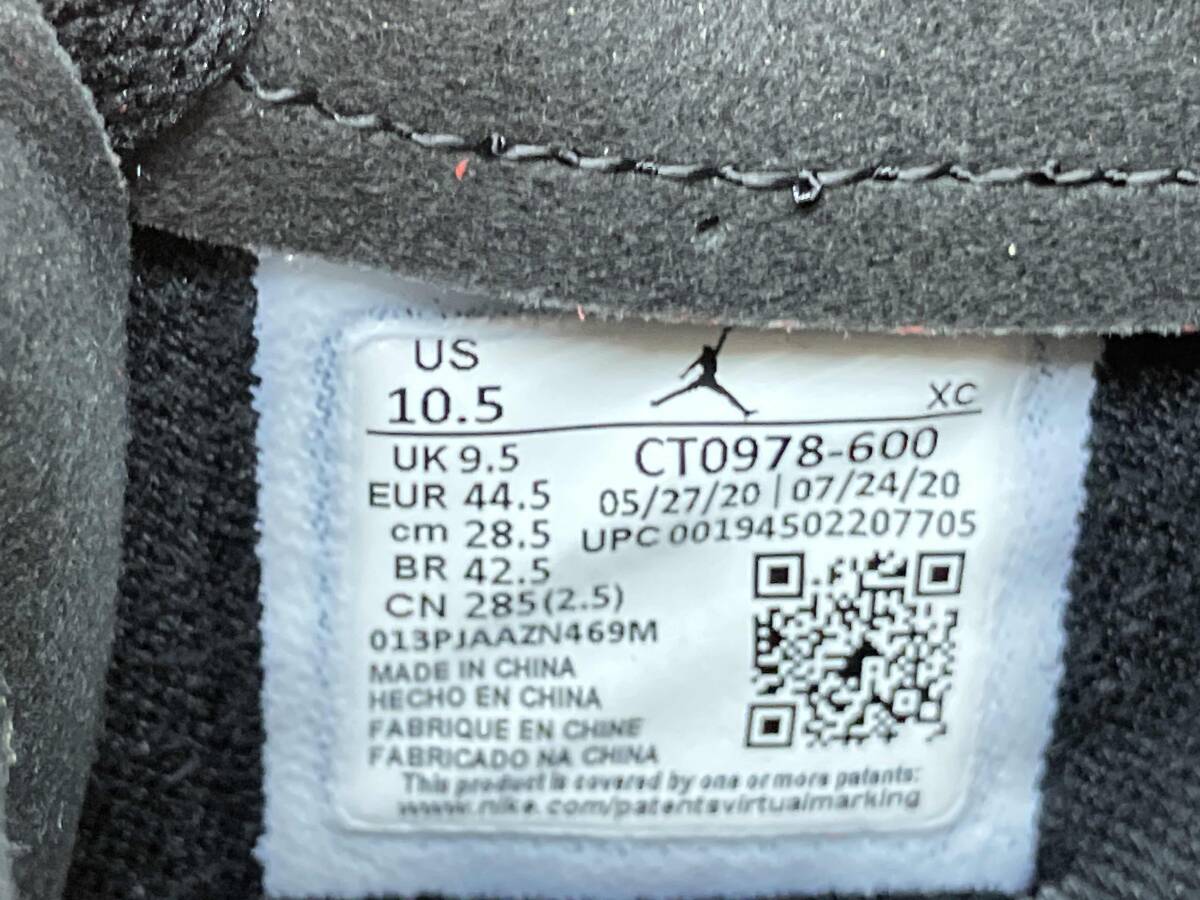 US
10.5
XC
UK 9.5
EUR 44.5
cm 28.5
BR 42.5
CN 285(2.5)
CT0978-600
05/27/20 | 07/24/20
UPC 00194502207705
013PJAAZN469M
MADE IN CHINA
HECHO EN CHINA
FABRIQUE EN CHINE
FABRICADO NA CHINA
This product is covered by one or more patents:
www.nike.com/patentsvirtualmarking